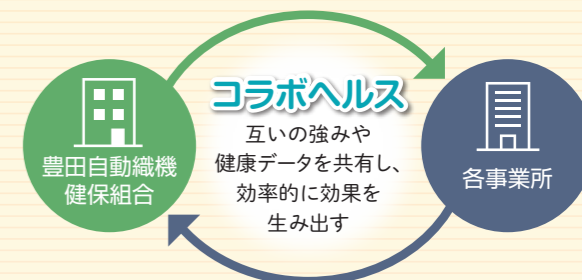 コラボヘルス
互いの強みや
健康データを共有し、
効率的に効果を
生み出す
豊田自動織機
健保組合
各事業所